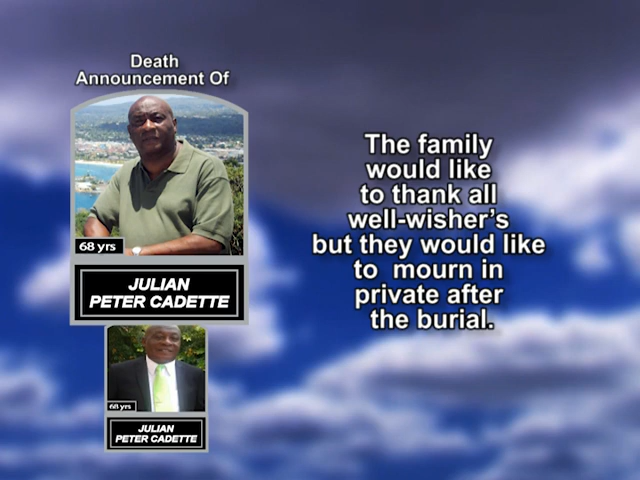 Death
Announcement Of
68 yrs
JULIAN
PETER CADETTE
68 yrs
JULIAN
PETER CADETTE
The family
would like
to thank all
well-wisher's
but they would like
to mourn in
private after
the burial.